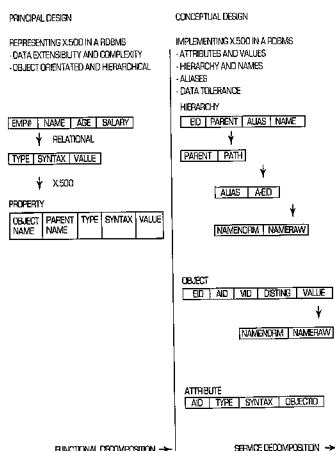 PRINCIPAL DESIGN
REPRESENTING X.500 IN A RDBMS
- DATA EXTENSIBILITY AND COMPLEXITY
- OBJECT ORIENTATED AND HIERARCHICAL
EMP# NAME AGE SALARY
RELATIONAL
TYPE SYNTAX VALUE
X.500
PROPERTY
OBJECT NAME PARENT NAME TYPE SYNTAX VALUE
FUNCTIONAL DECOMPOSITION
CONCEPTUAL DESIGN
IMPLEMENTING X.500 IN A RDBMS
- ATTRIBUTES AND VALUES
- HIERARCHY AND NAMES
- ALIASES
- DATA TOLERANCE
HIERARCHY
EID PARENT ALIAS NAME
PARENT PATH
ALIAS A-EID
NAMENORM NAMERAW
OBJECT
EID AID VID DISTING VALUE
NAMENORM NAMERAW
ATTRIBUTE
AID TYPE SYNTAX OBJECTID
SERVICE DECOMPOSITION